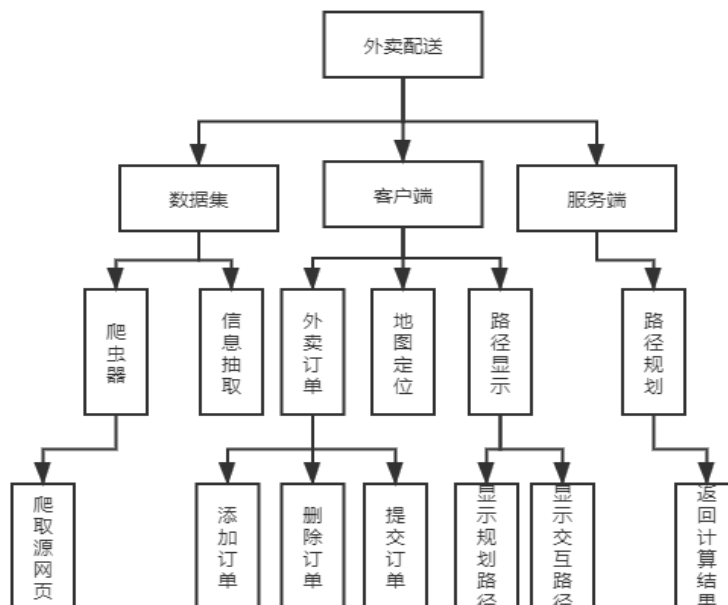 外卖配送
数据集
客户端
服务端
爬虫器
信息抽取
外卖订单
地图定位
路径显示
路径规划
爬取源网页
添加订单
删除订单
提交订单
显示规划路径
显示交互路径
返回计算结果